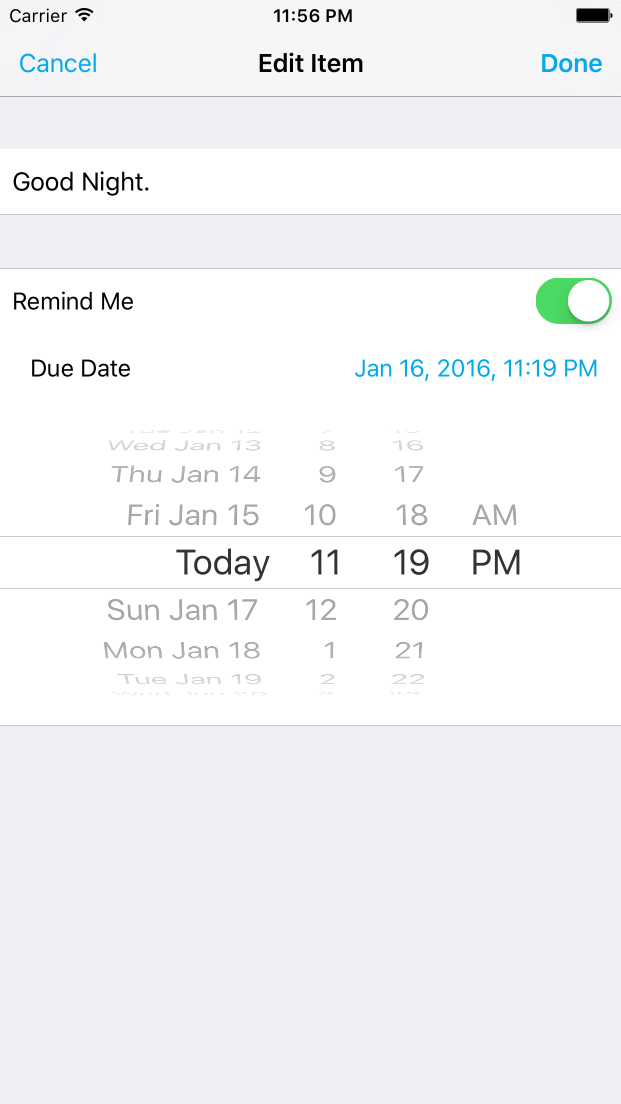 Carrier 11:56 PM
Cancel Edit Item Done
Good Night.
Remind Me
Due Date Jan 16, 2016, 11:19 PM
Wed Jan 13 8 16
Thu Jan 14 9 17
Fri Jan 15 10 18 AM
Today 11 19 PM
Sun Jan 17 12 20
Mon Jan 18 1 21
Tue Jan 19 2 22